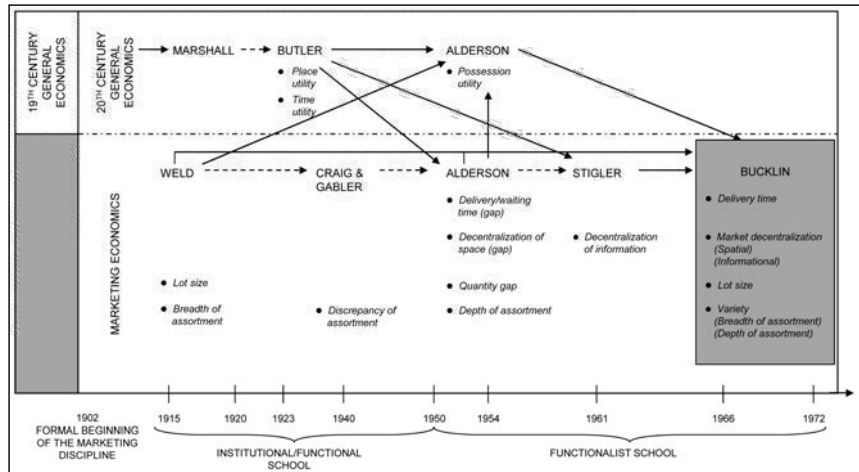 19TH CENTURY
GENERAL
ECONOMICS
20TH CENTURY
GENERAL
ECONOMICS
MARSHALL
BUTLER
• Place
utility
• Time
utility
ALDERSON
• Possession
utility
MARKETING ECONOMICS
WELD
• Lot size
• Breadth of
assortment
CRAIG &
GABLER
• Discrepancy of
assortment
ALDERSON
• Delivery/waiting
time (gap)
• Decentralization of
space (gap)
• Quantity gap
• Depth of assortment
STIGLER
• Decentralization
of information
BUCKLIN
• Delivery time
• Market decentralization
(Spatial)
(Informational)
• Lot size
• Variety
(Breadth of assortment)
(Depth of assortment)
1902
FORMAL BEGINNING
OF THE MARKETING
DISCIPLINE
1915
1920
1923
1940
1950
1954
1961
1966
1972
INSTITUTIONAL/FUNCTIONAL
SCHOOL
FUNCTIONALIST SCHOOL